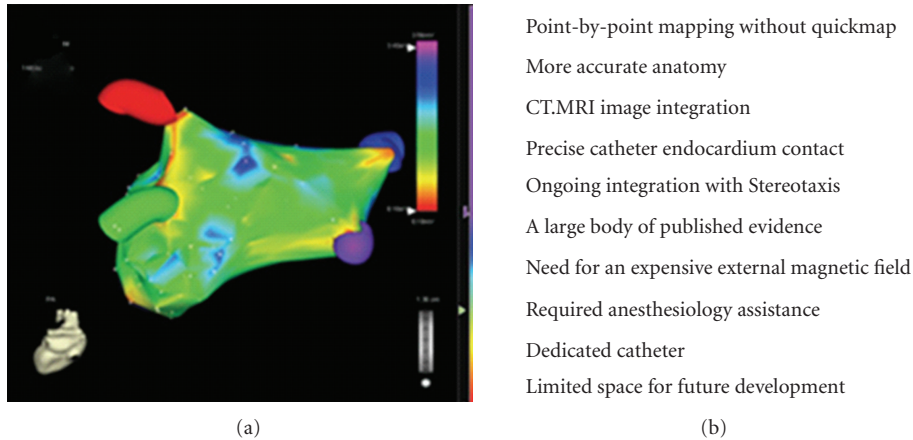 Point-by-point mapping without quickmap
More accurate anatomy
CT.MRI image integration
Precise catheter endocardium contact
Ongoing integration with Stereotaxis
A large body of published evidence
Need for an expensive external magnetic field
Required anesthesiology assistance
Dedicated catheter
Limited space for future development
(a)
(b)